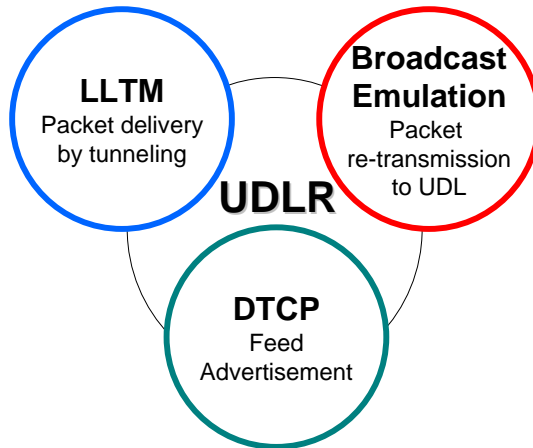 LLTM
Packet delivery
by tunneling
Broadcast
Emulation
Packet
re-transmission
to UDL
UDLR
DTCP
Feed
Advertisement